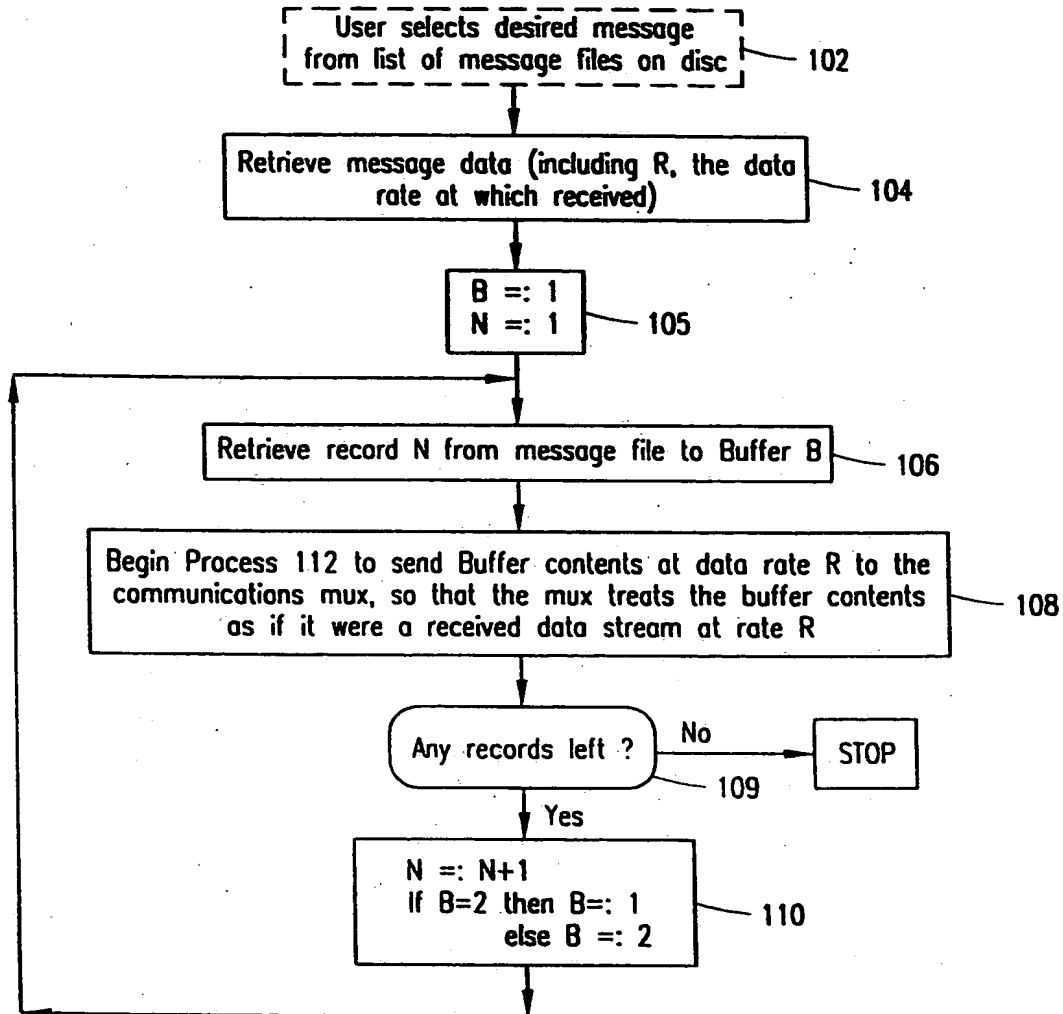 User selects desired message
from list of message files on disc
102
Retrieve message data (including R, the data
rate at which received)
104
B =: 1
N =: 1
105
Retrieve record N from message file to Buffer B
106
Begin Process 112 to send Buffer contents at data rate R to the
communications mux, so that the mux treats the buffer contents
as if it were a received data stream at rate R
108
Any records left ?
No
STOP
109
Yes
N =: N+1
if B=2 then B=: 1
else B =: 2
110